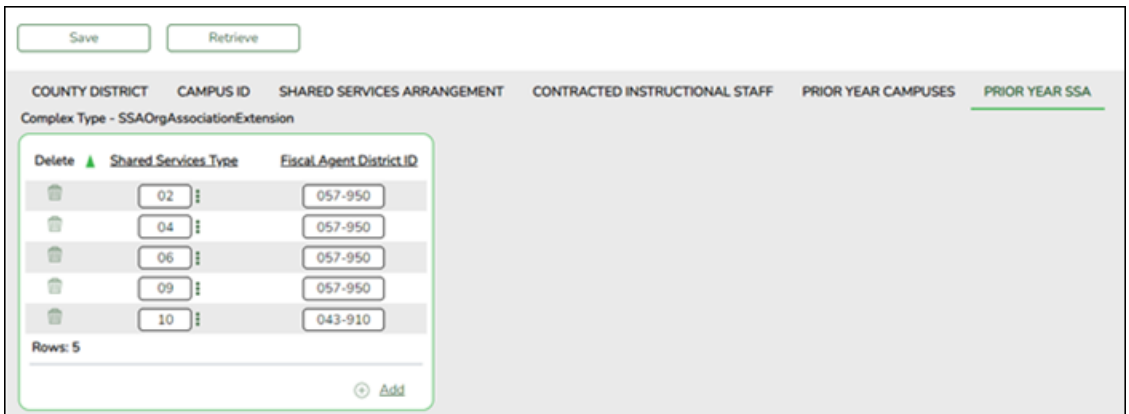 Save Retrieve
COUNTY DISTRICT CAMPUS ID SHARED SERVICES ARRANGEMENT CONTRACTED INSTRUCTIONAL STAFF PRIOR YEAR CAMPUSES PRIOR YEAR SSA
Complex Type - SSAOrgAssociationExtension
Delete Shared Services Type Fiscal Agent District ID
02 057-950
04 057-950
06 057-950
09 057-950
10 043-910
Rows: 5
Add